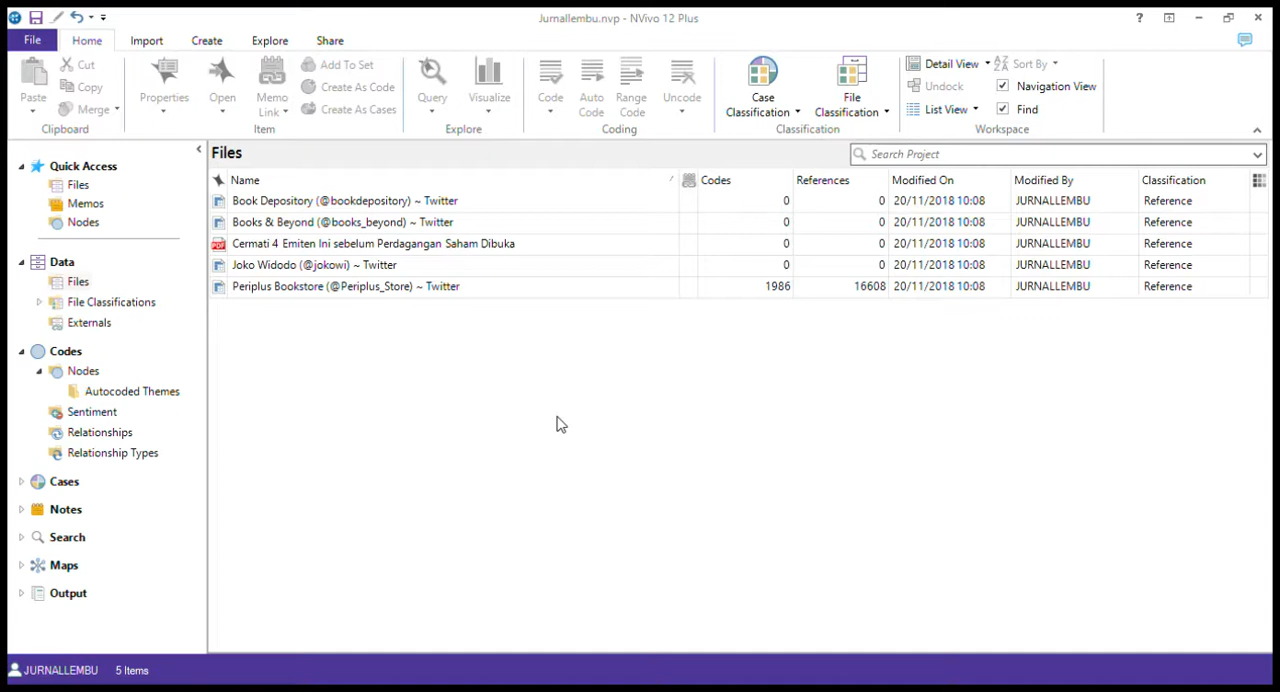 Jurnallembu.nvp - NVivo 12 Plus
?
File Home Import Create Explore Share
Paste
Cut
Copy
Merge
Clipboard
Properties
Open
Memo Link
Add To Set
Create As Code
Create As Cases
Item
Query
Visualize
Explore
Code
Auto Code
Range Code
Uncode
Coding
Case Classification
File Classification
Classification
Detail View
Sort By
Undock
Navigation View
List View
Find
Workspace
Quick Access
Files
Memos
Nodes
Data
Files
File Classifications
Externals
Codes
Nodes
Autocoded Themes
Sentiment
Relationships
Relationship Types
Cases
Notes
Search
Maps
Output
Files
Search Project
Name Codes References Modified On Modified By Classification
Book Depository (@bookdepository) ~ Twitter 0 0 20/11/2018 10:08 JURNALLEMBU Reference
Books & Beyond (@books_beyond) ~ Twitter 0 0 20/11/2018 10:08 JURNALLEMBU Reference
PDF Cermati 4 Emiten Ini sebelum Perdagangan Saham Dibuka 0 0 20/11/2018 10:08 JURNALLEMBU Reference
Joko Widodo (@jokowi) ~ Twitter 0 0 20/11/2018 10:08 JURNALLEMBU Reference
Periplus Bookstore (@Periplus_Store) ~ Twitter 1986 16608 20/11/2018 10:08 JURNALLEMBU Reference
JURNALLEMBU 5 Items